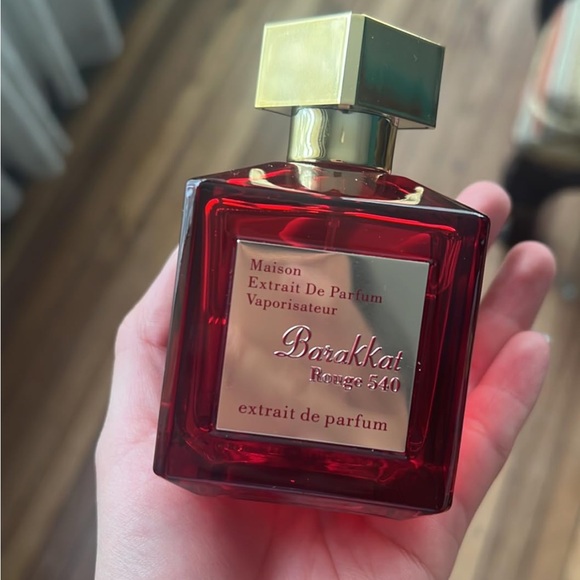 Maison
Extrait De Parfum
Vaporisateur
Barakkat
Rouge 540
extrait de parfum